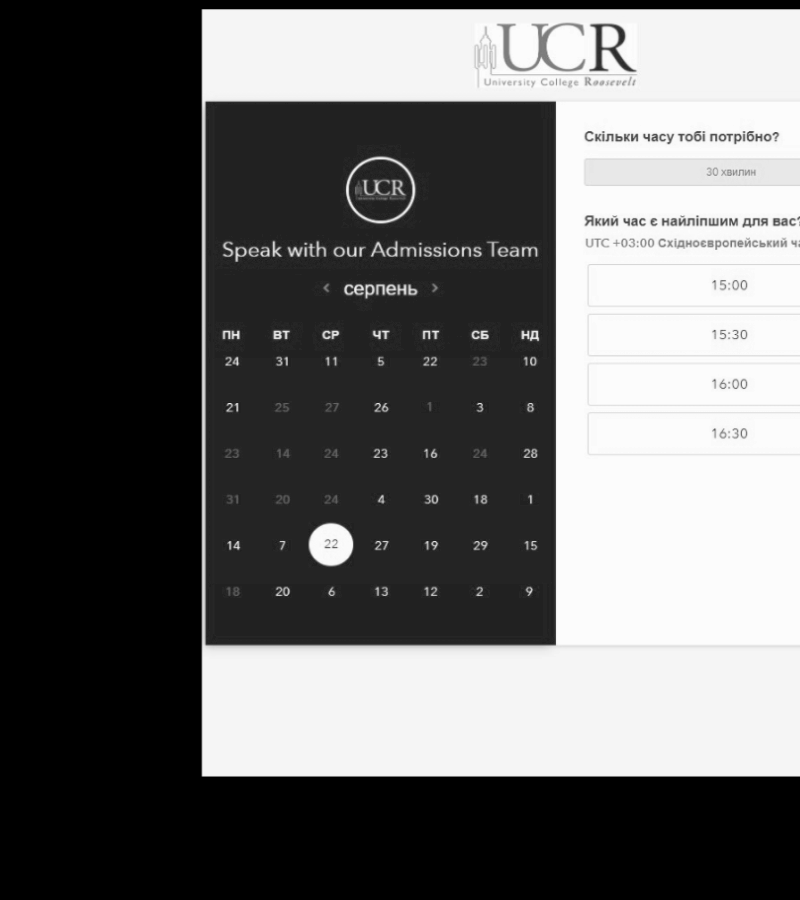 UCR
University College Roosevelt
UCR
Speak with our Admissions Team
< серпень >
ПН ВТ СР ЧТ ПТ СБ НД
24 31 11 5 22 23 10
21 25 27 26 1 3 8
23 14 24 23 16 24 28
31 20 24 4 30 18 1
14 7 22 27 19 29 15
18 20 6 13 12 2 9
Скільки часу тобі потрібно?
30 хвилин
Який час є найліпшим для вас?
UTC +03:00 Східноєвропейський ча
15:00
15:30
16:00
16:30